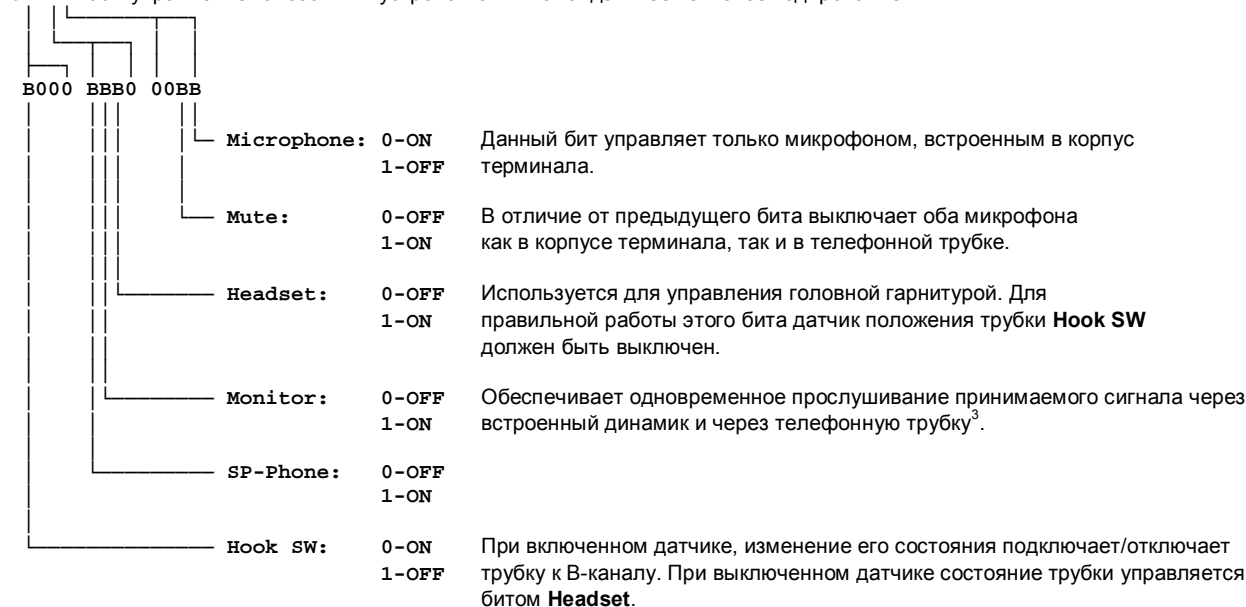 B000 BBB0 00BB
Microphone: 0-ON Данный бит управляет только микрофоном, встроенным в корпус
1-OFF терминала.
Mute: 0-OFF В отличие от предыдущего бита выключает оба микрофона
1-ON как в корпусе терминала, так и в телефонной трубке.
Headset: 0-OFF Используется для управления головной гарнитурой. Для
1-ON правильной работы этого бита датчик положения трубки Hook SW
должен быть выключен.
Monitor: 0-OFF Обеспечивает одновременное прослушивание принимаемого сигнала через
1-ON встроенный динамик и через телефонную трубку³.
SP-Phone: 0-OFF
1-ON
Hook SW: 0-ON При включенном датчике, изменение его состояния подключает/отключает
1-OFF трубку к B-каналу. При выключенном датчике состояние трубки управляется
битом Headset.